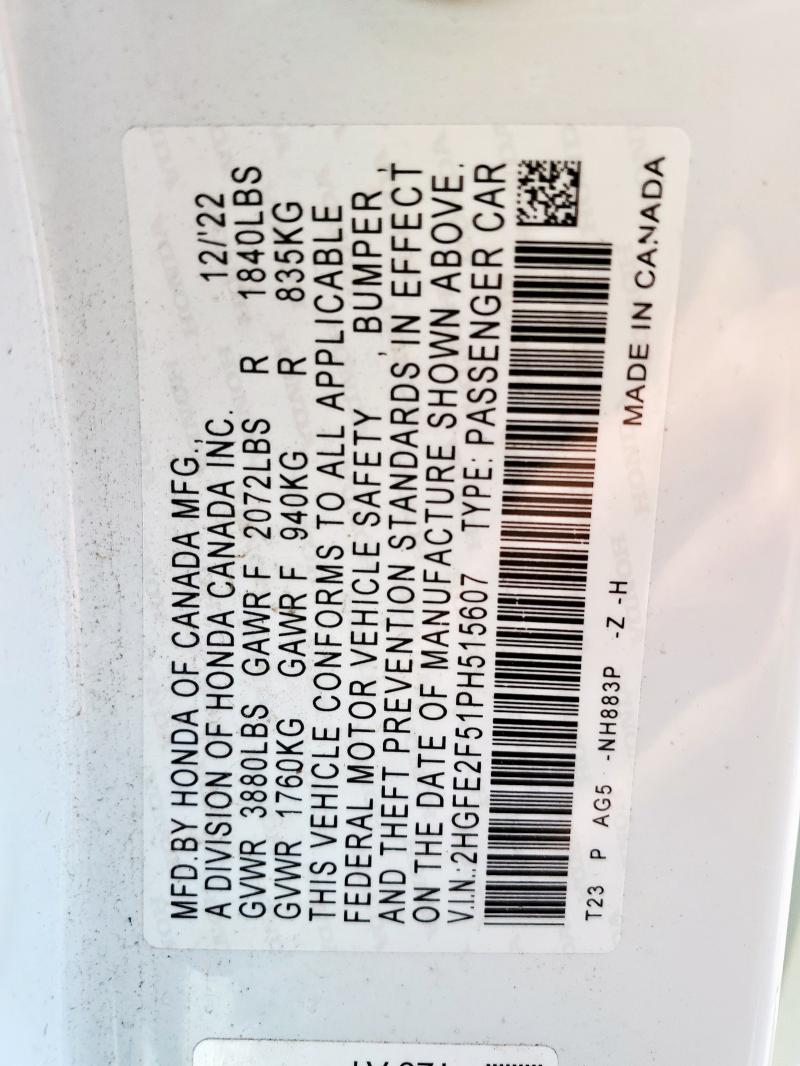 MFD.BY HONDA OF CANADA MFG.,
A DIVISION OF HONDA CANADA INC. 12/'22
GVWR 3880LBS GAWR F 2072LBS R 1840LBS
GVWR 1760KG GAWR F 940KG R 835KG
THIS VEHICLE CONFORMS TO ALL APPLICABLE
FEDERAL MOTOR VEHICLE SAFETY , BUMPER ,
AND THEFT PREVENTION STANDARDS IN EFFECT
ON THE DATE OF MANUFACTURE SHOWN ABOVE.
V.I.N.:2HGFE2F51PH515607 TYPE: PASSENGER CAR
T23 P AG5 -NH883P -Z -H
MADE IN CANADA